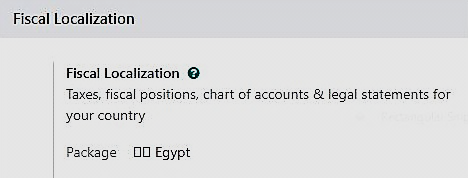 Fiscal Localization
Fiscal Localization ?
Taxes, fiscal positions, chart of accounts & legal statements for
your country
Package Egypt